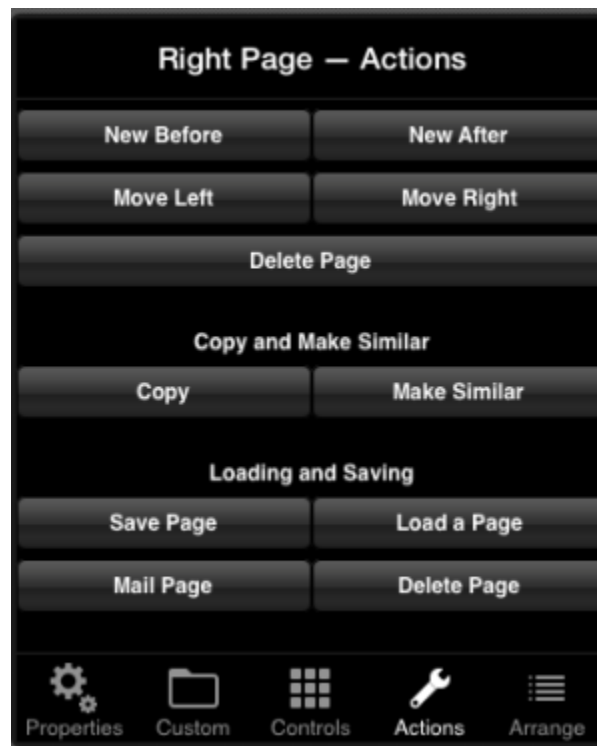 Right Page — Actions
New Before New After
Move Left Move Right
Delete Page
Copy and Make Similar
Copy Make Similar
Loading and Saving
Save Page Load a Page
Mail Page Delete Page
Properties Custom Controls Actions Arrange